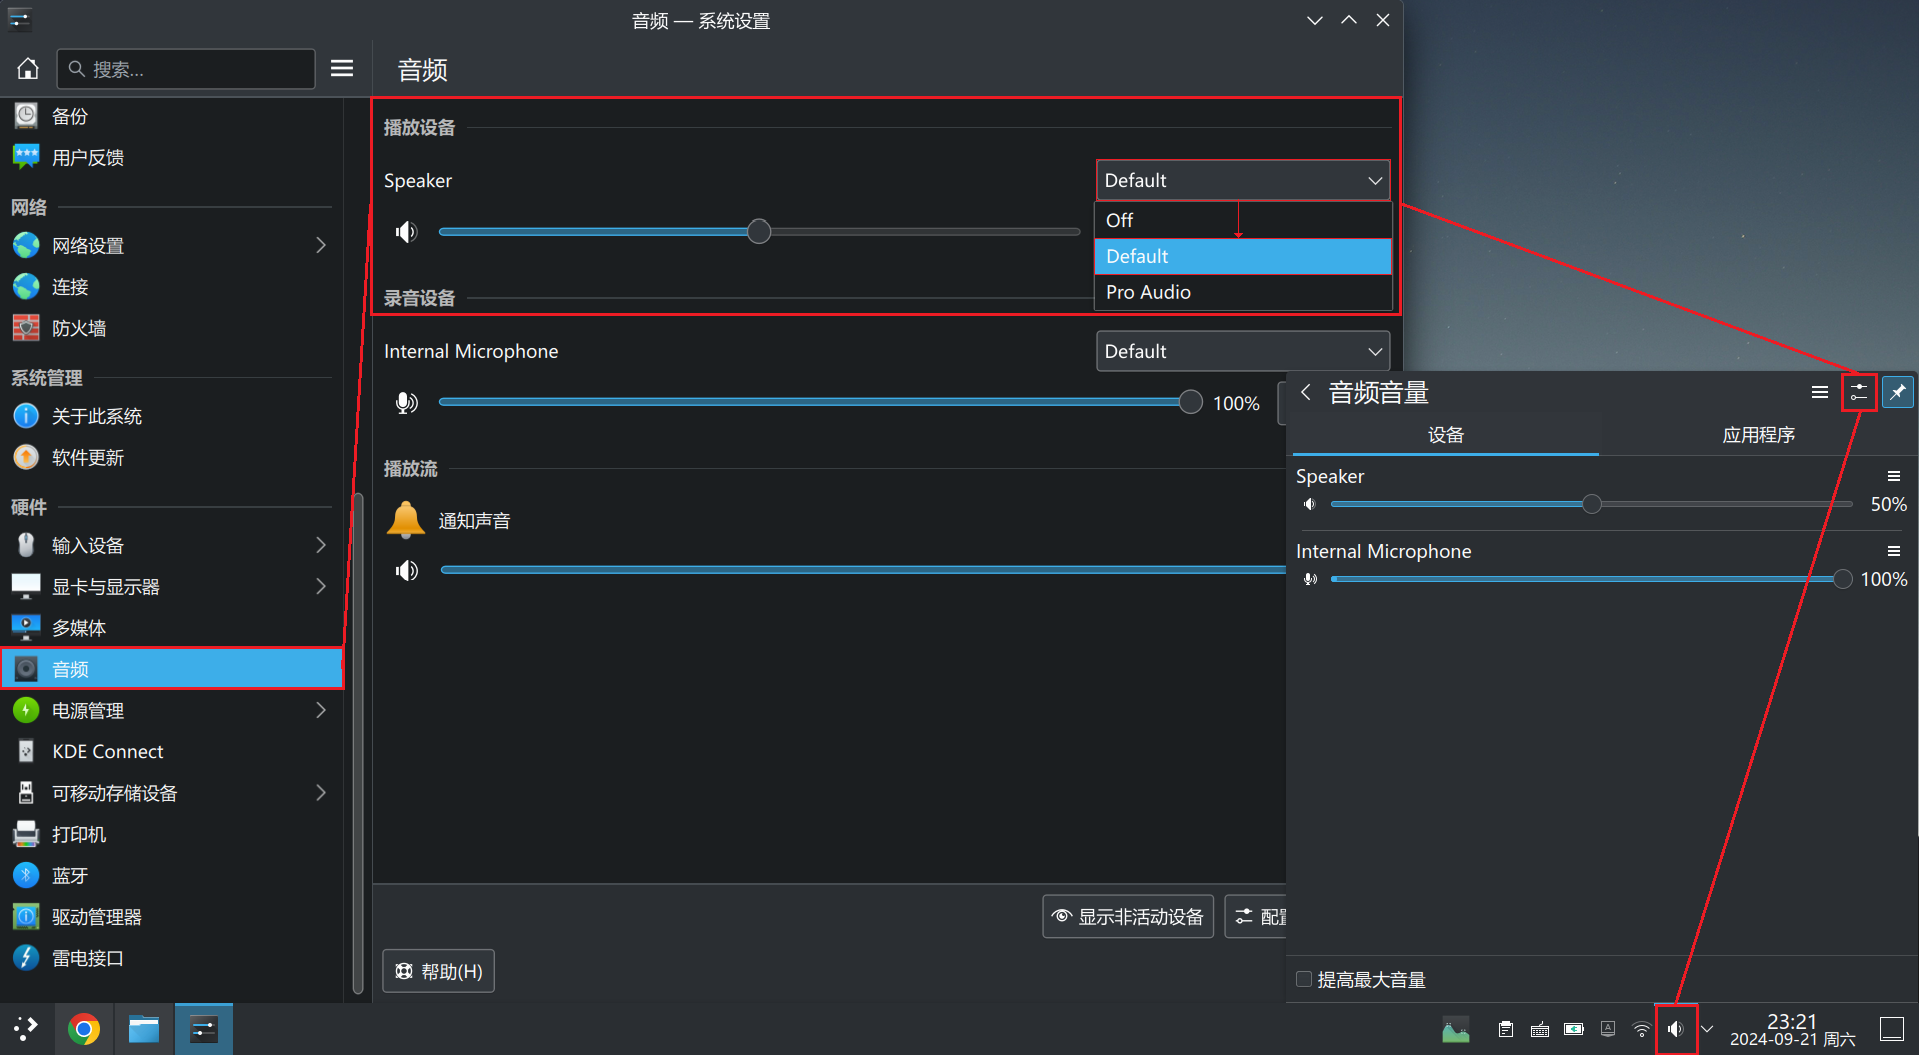 音频 — 系统设置
搜索...
音频
备份
用户反馈
网络
网络设置
连接
防火墙
系统管理
关于此系统
软件更新
硬件
输入设备
显卡与显示器
多媒体
音频
电源管理
KDE Connect
可移动存储设备
打印机
蓝牙
驱动管理器
雷电接口
播放设备
Speaker
Default
Off
Default
Pro Audio
录音设备
Internal Microphone
Default
100%
播放流
通知声音
显示非活动设备
帮助(H)
音频音量
设备
应用程序
Speaker
50%
Internal Microphone
100%
提高最大音量
23:21
2024-09-21 周六